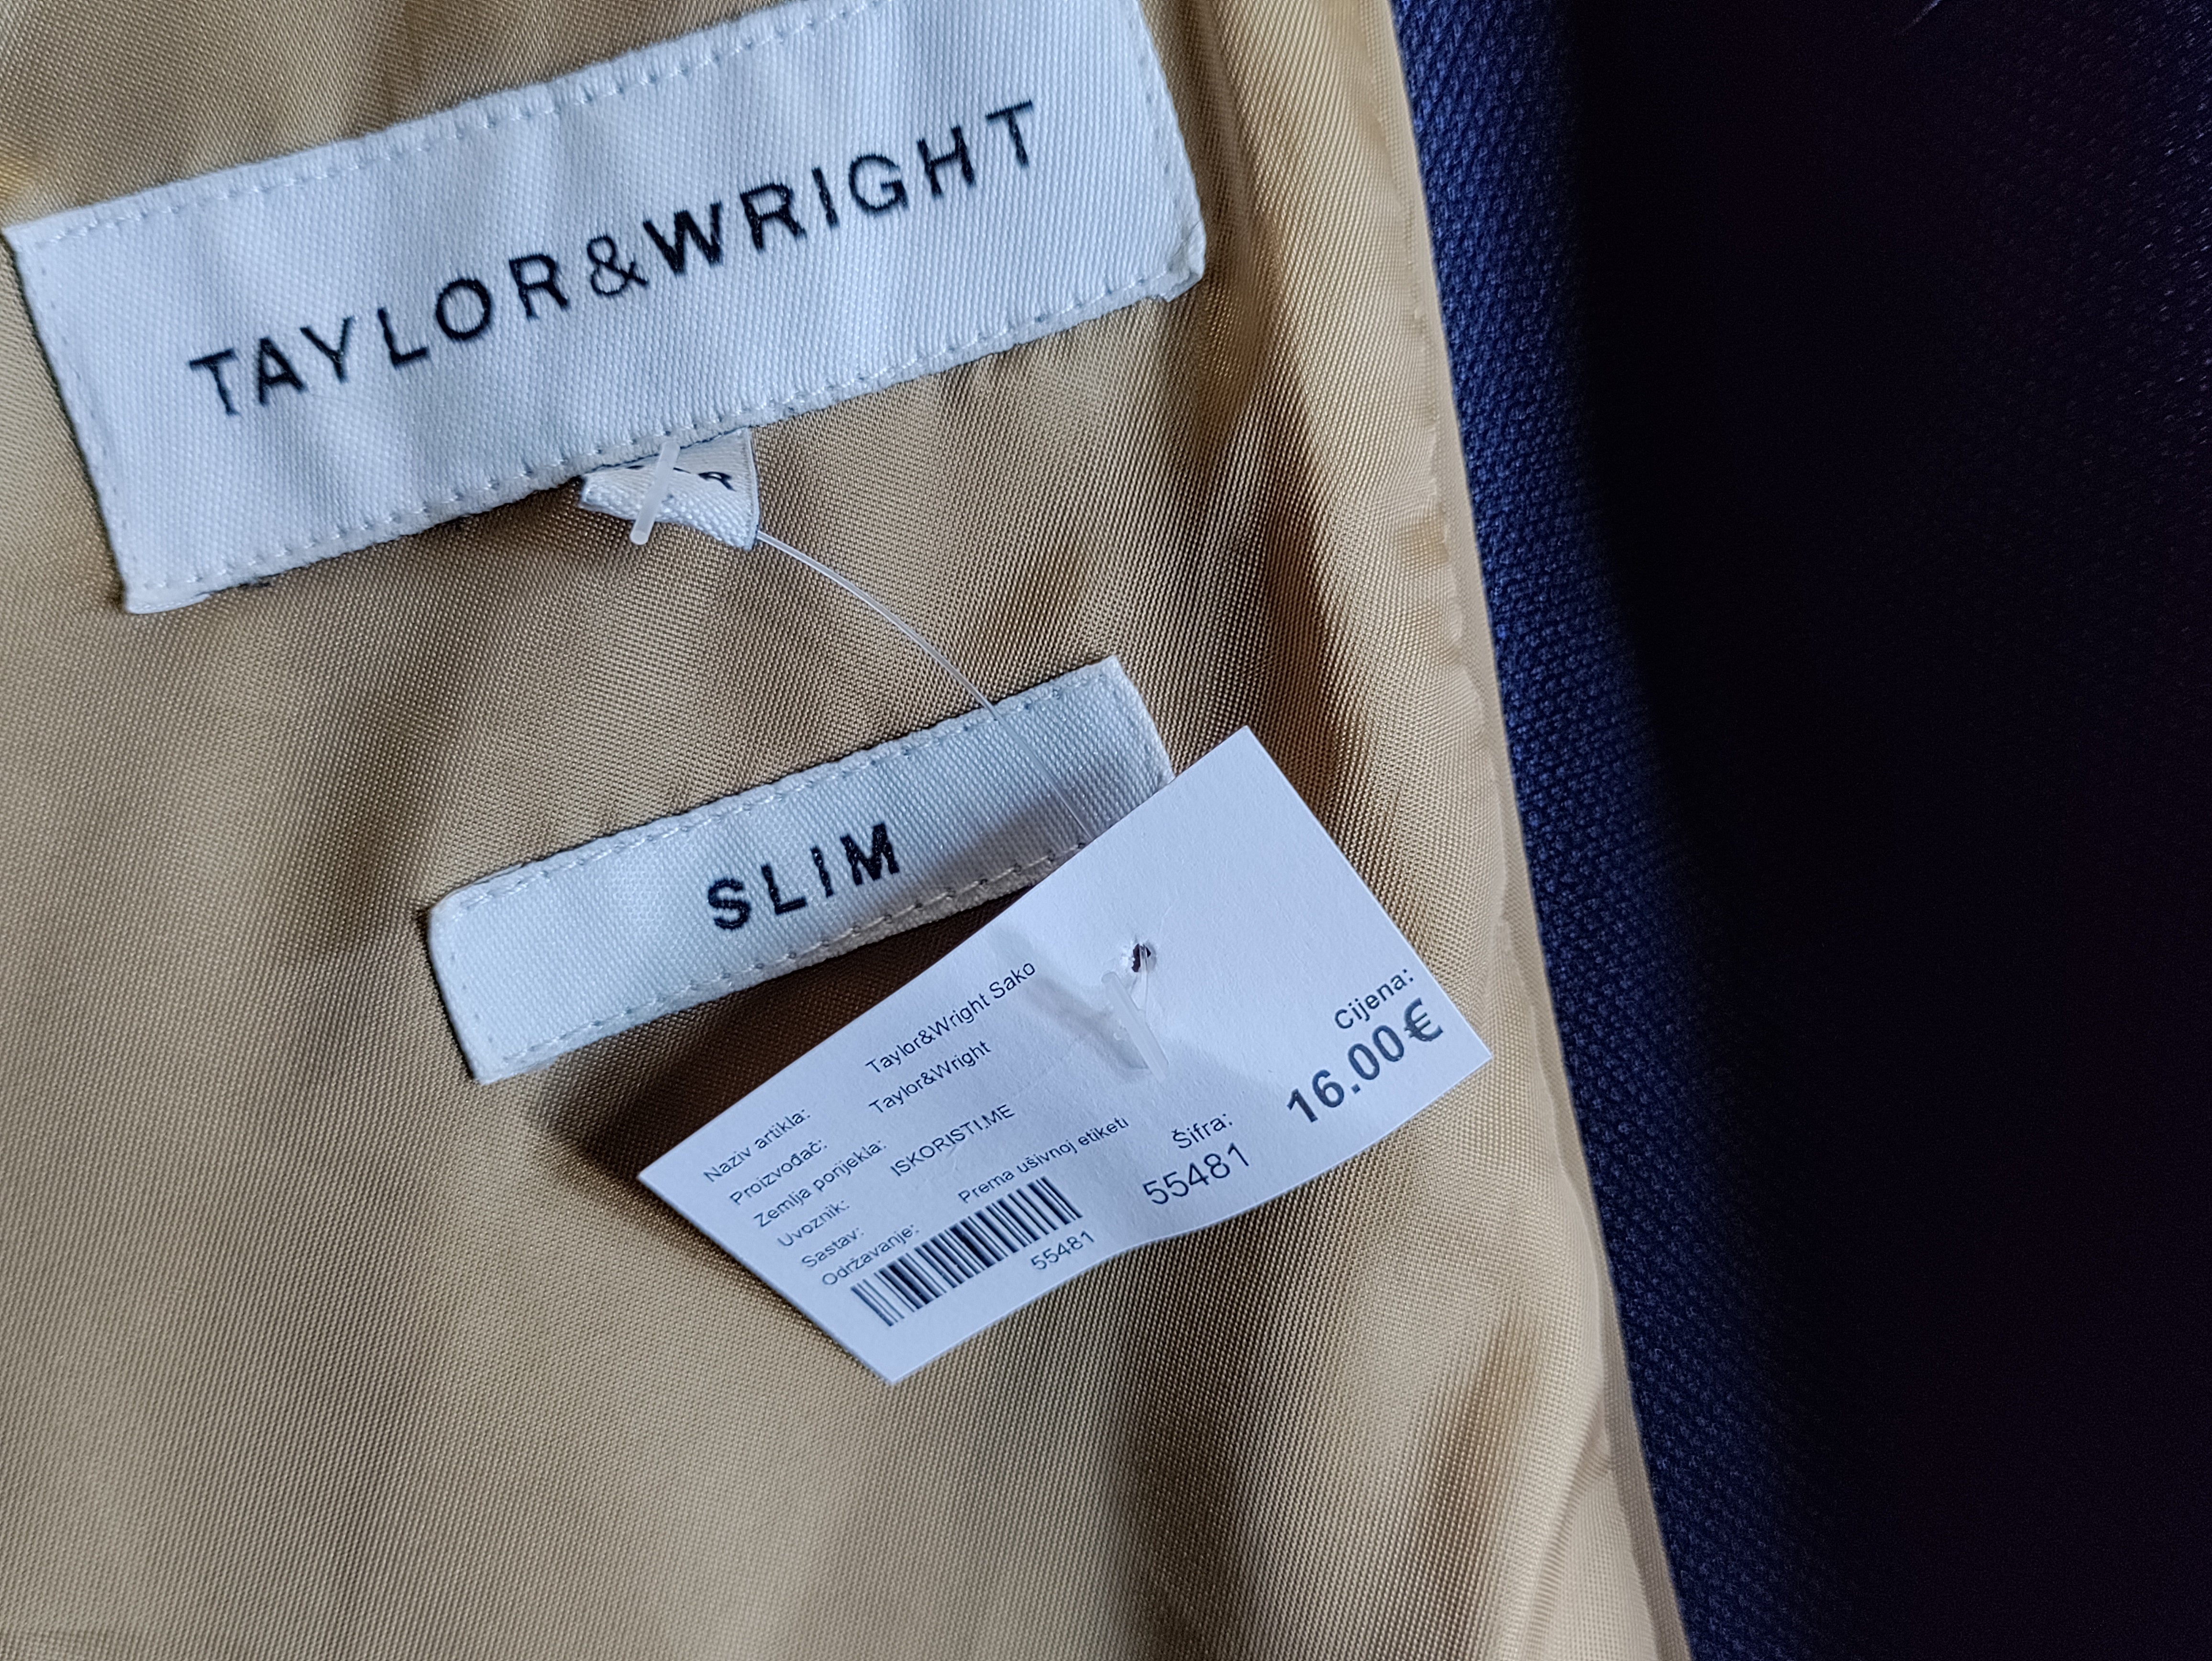 TAYLOR&WRIGHT
R
SLIM
Naziv artikla: Taylor&Wright Sako
Proizvođač: Taylor&Wright
Zemlja porijekla:
Uvoznik: ISKORISTI.ME
Sastav:
Održavanje: Prema ušivnoj etiketi
55481
Šifra:
55481
Cijena:
16.00€